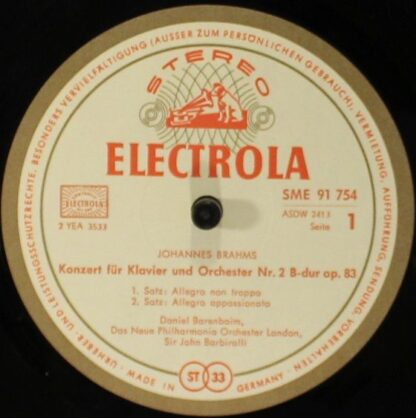 URHEBER- UND LEISTUNGSSCHUTZRECHTE, BESONDERS VERVIELFÄLTIGUNG (AUSSER ZUM PERSÖNLICHEN GEBRAUCH), VERMIETUNG, AUFFÜHRUNG, SENDUNG, VORBEHALTEN
STEREO
ELECTROLA
ELECTROLA
SME 91 754
2 YEA 3533
ASDW 2413
Seite 1
JOHANNES BRAHMS
Konzert für Klavier und Orchester Nr. 2 B-dur op. 83
1. Satz: Allegro non troppo
2. Satz: Allegro appassionato
Daniel Barenboim,
Das Neue Philharmonia Orchester London,
Sir John Barbirolli
MADE IN ST 33 GERMANY